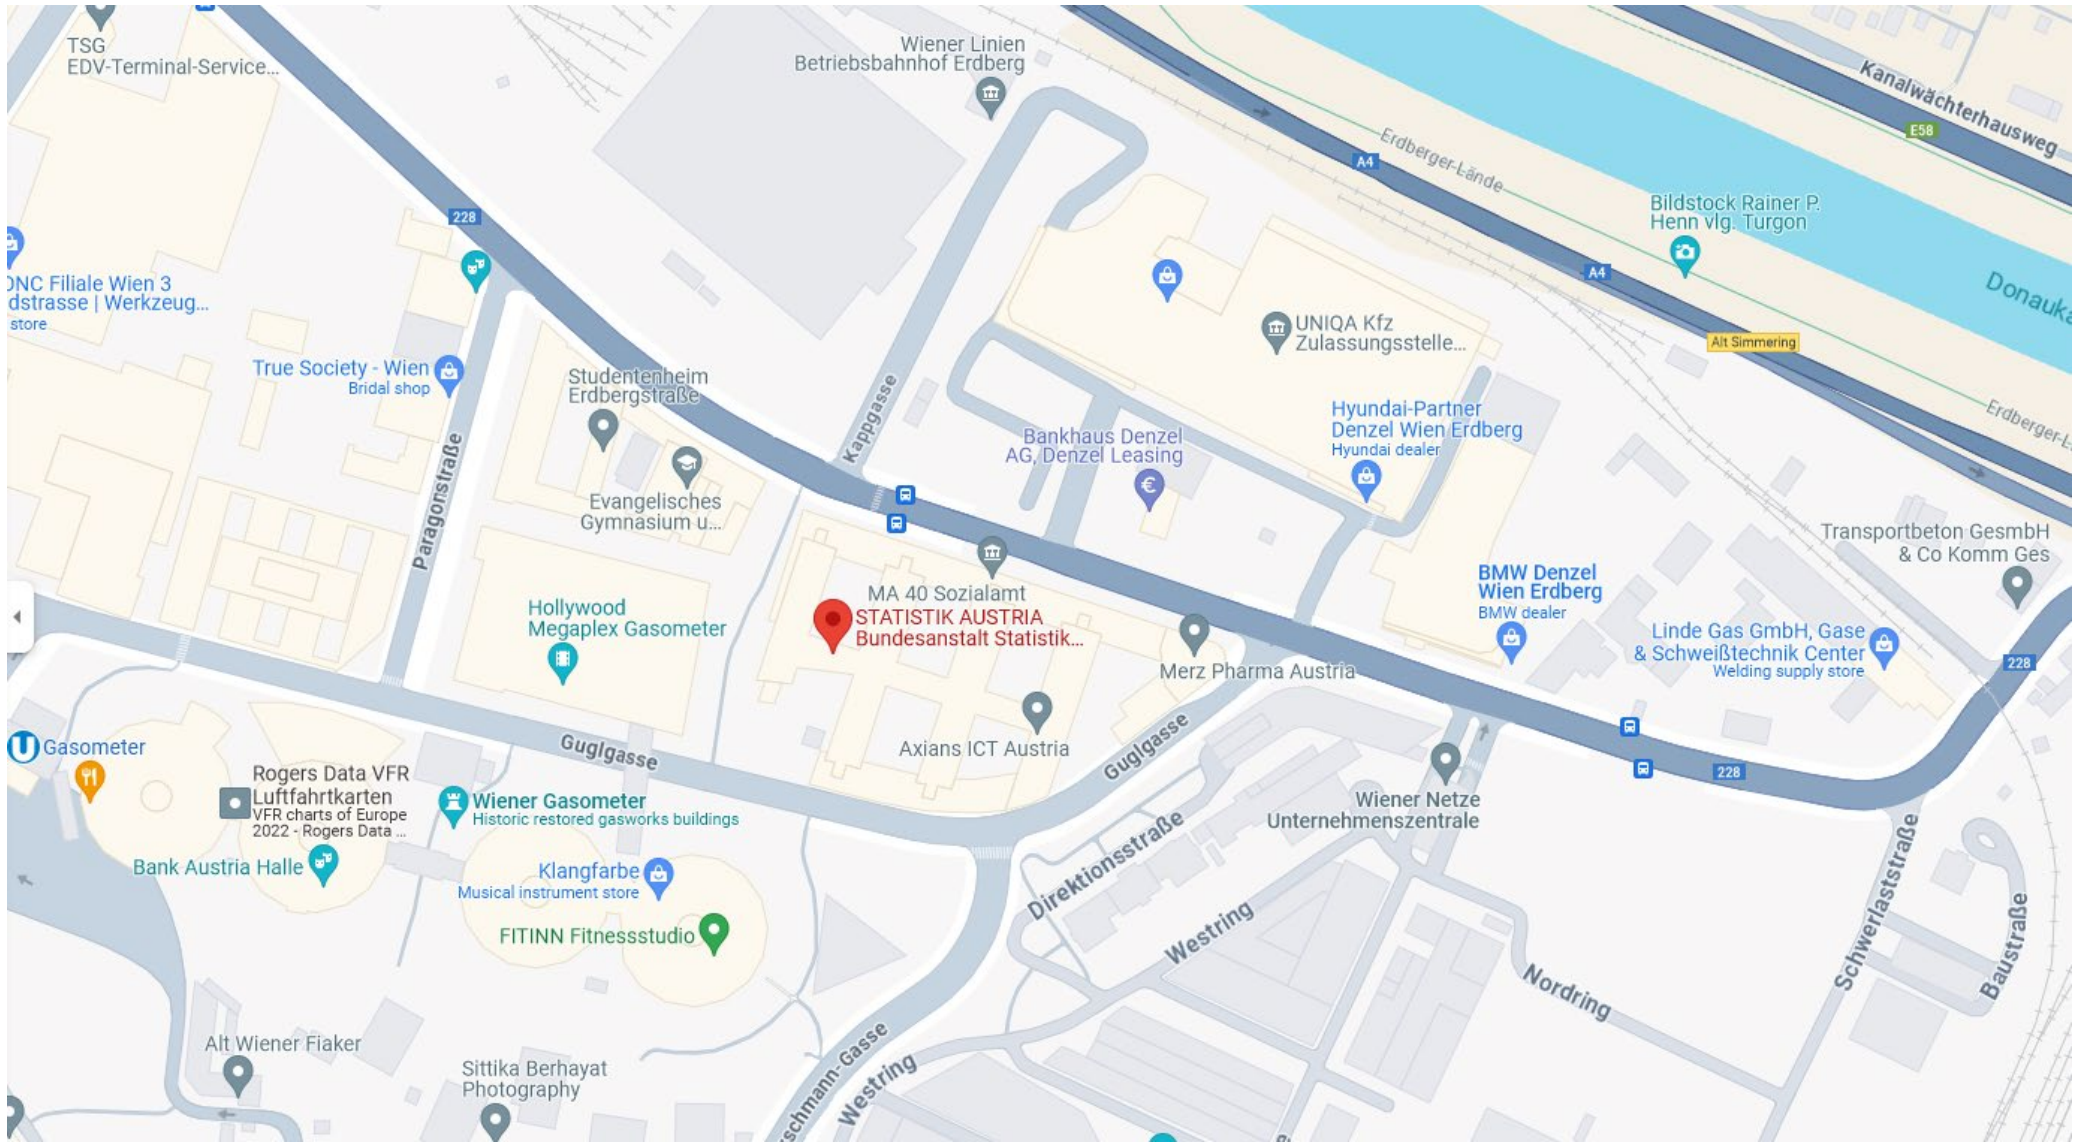 TSG
EDV-Terminal-Service...
Wiener Linien
Betriebsbahnhof Erdberg
Kanalwächterhausweg
E58
A4
Erdberger-Lände
Bildstock Rainer P.
Henn vlg. Turgon
228
ONC Filiale Wien 3
dstrasse | Werkzeug...
store
A4
Donauka
UNIQA Kfz
Zulassungsstelle...
Alt Simmering
True Society - Wien
Bridal shop
Studentenheim
Erdbergstraße
Kappgasse
Hyundai-Partner
Denzel Wien Erdberg
Hyundai dealer
Erdberger-L
Bankhaus Denzel
AG, Denzel Leasing
€
Paragonstraße
Evangelisches
Gymnasium u...
Transportbeton GesmbH
& Co Komm Ges
MA 40 Sozialamt
STATISTIK AUSTRIA
Bundesanstalt Statistik...
BMW Denzel
Wien Erdberg
BMW dealer
Hollywood
Megaplex Gasometer
Merz Pharma Austria
Linde Gas GmbH, Gase
& Schweißtechnik Center
Welding supply store
228
U Gasometer
Guglgasse
Axians ICT Austria
Guglgasse
228
Rogers Data VFR
Luftfahrtkarten
VFR charts of Europe
2022 - Rogers Data ...
Wiener Gasometer
Historic restored gasworks buildings
Wiener Netze
Unternehmenszentrale
Bank Austria Halle
Klangfarbe
Musical instrument store
Direktionsstraße
Schwerlaststraße
FITINN Fitnessstudio
Westring
Baustraße
Nordring
Alt Wiener Fiaker
Sittika Berhayat
Photography
schmann-Gasse
Westring